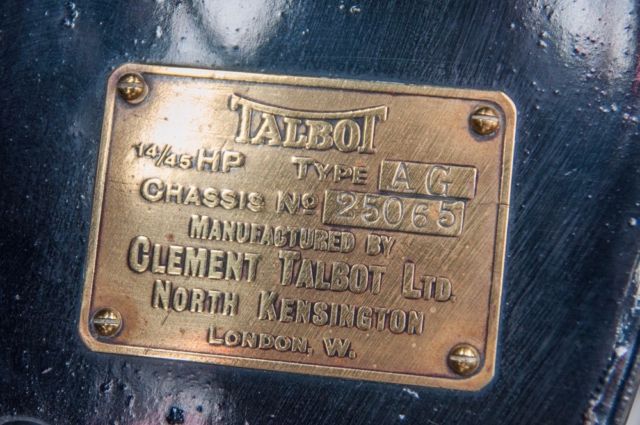 TALBOT
14/45 HP TYPE AG
CHASSIS No 25065
MANUFACTURED BY
CLEMENT TALBOT LTD.
NORTH KENSINGTON
LONDON, W.